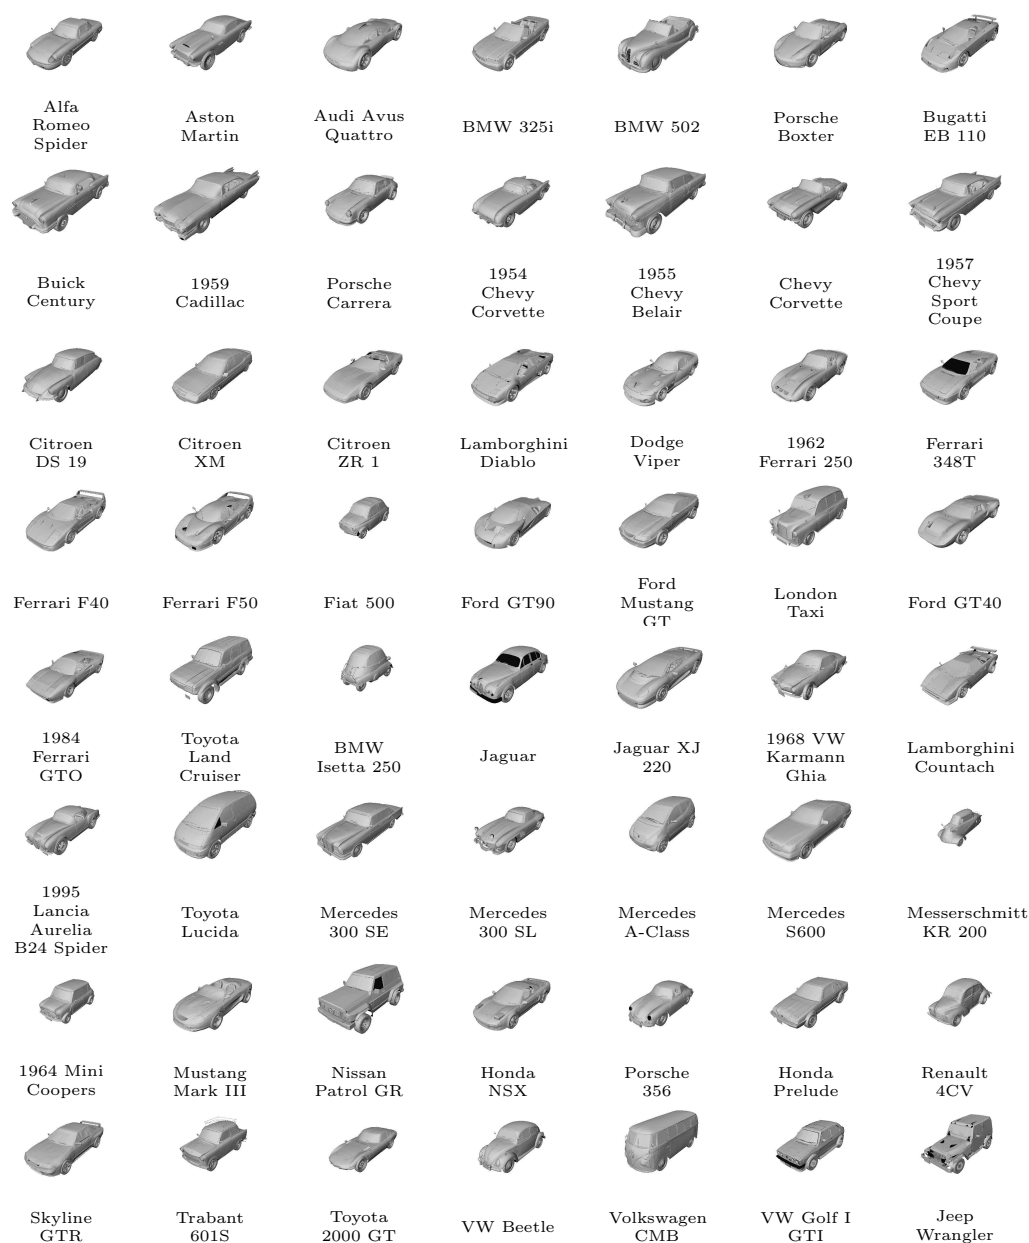 Alfa
Romeo
Spider
Aston
Martin
Audi Avus
Quattro
BMW 325i
BMW 502
Porsche
Boxter
Bugatti
EB 110
Buick
Century
1959
Cadillac
Porsche
Carrera
1954
Chevy
Corvette
1955
Chevy
Belair
Chevy
Corvette
1957
Chevy
Sport
Coupe
Citroen
DS 19
Citroen
XM
Citroen
ZR 1
Lamborghini
Diablo
Dodge
Viper
1962
Ferrari 250
Ferrari
348T
Ferrari F40
Ferrari F50
Fiat 500
Ford GT90
Ford
Mustang
GT
London
Taxi
Ford GT40
1984
Ferrari
GTO
Toyota
Land
Cruiser
BMW
Isetta 250
Jaguar
Jaguar XJ
220
1968 VW
Karmann
Ghia
Lamborghini
Countach
1995
Lancia
Aurelia
B24 Spider
Toyota
Lucida
Mercedes
300 SE
Mercedes
300 SL
Mercedes
A-Class
Mercedes
S600
Messerschmitt
KR 200
1964 Mini
Coopers
Mustang
Mark III
Nissan
Patrol GR
Honda
NSX
Porsche
356
Honda
Prelude
Renault
4CV
Skyline
GTR
Trabant
601S
Toyota
2000 GT
VW Beetle
Volkswagen
CMB
VW Golf I
GTI
Jeep
Wrangler